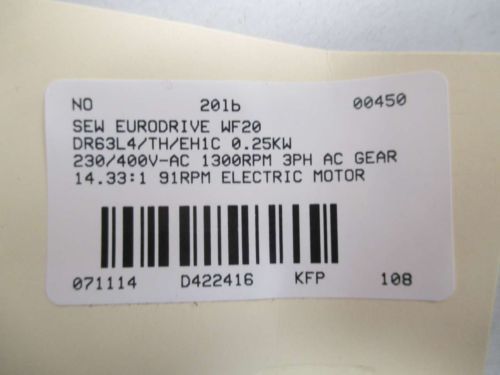 NO 201b 00450
SEW EURODRIVE WF20
DR63L4/TH/EH1C 0.25KW
230/400V-AC 1300RPM 3PH AC GEAR
14.33:1 91RPM ELECTRIC MOTOR
071114 D422416 KFP 108